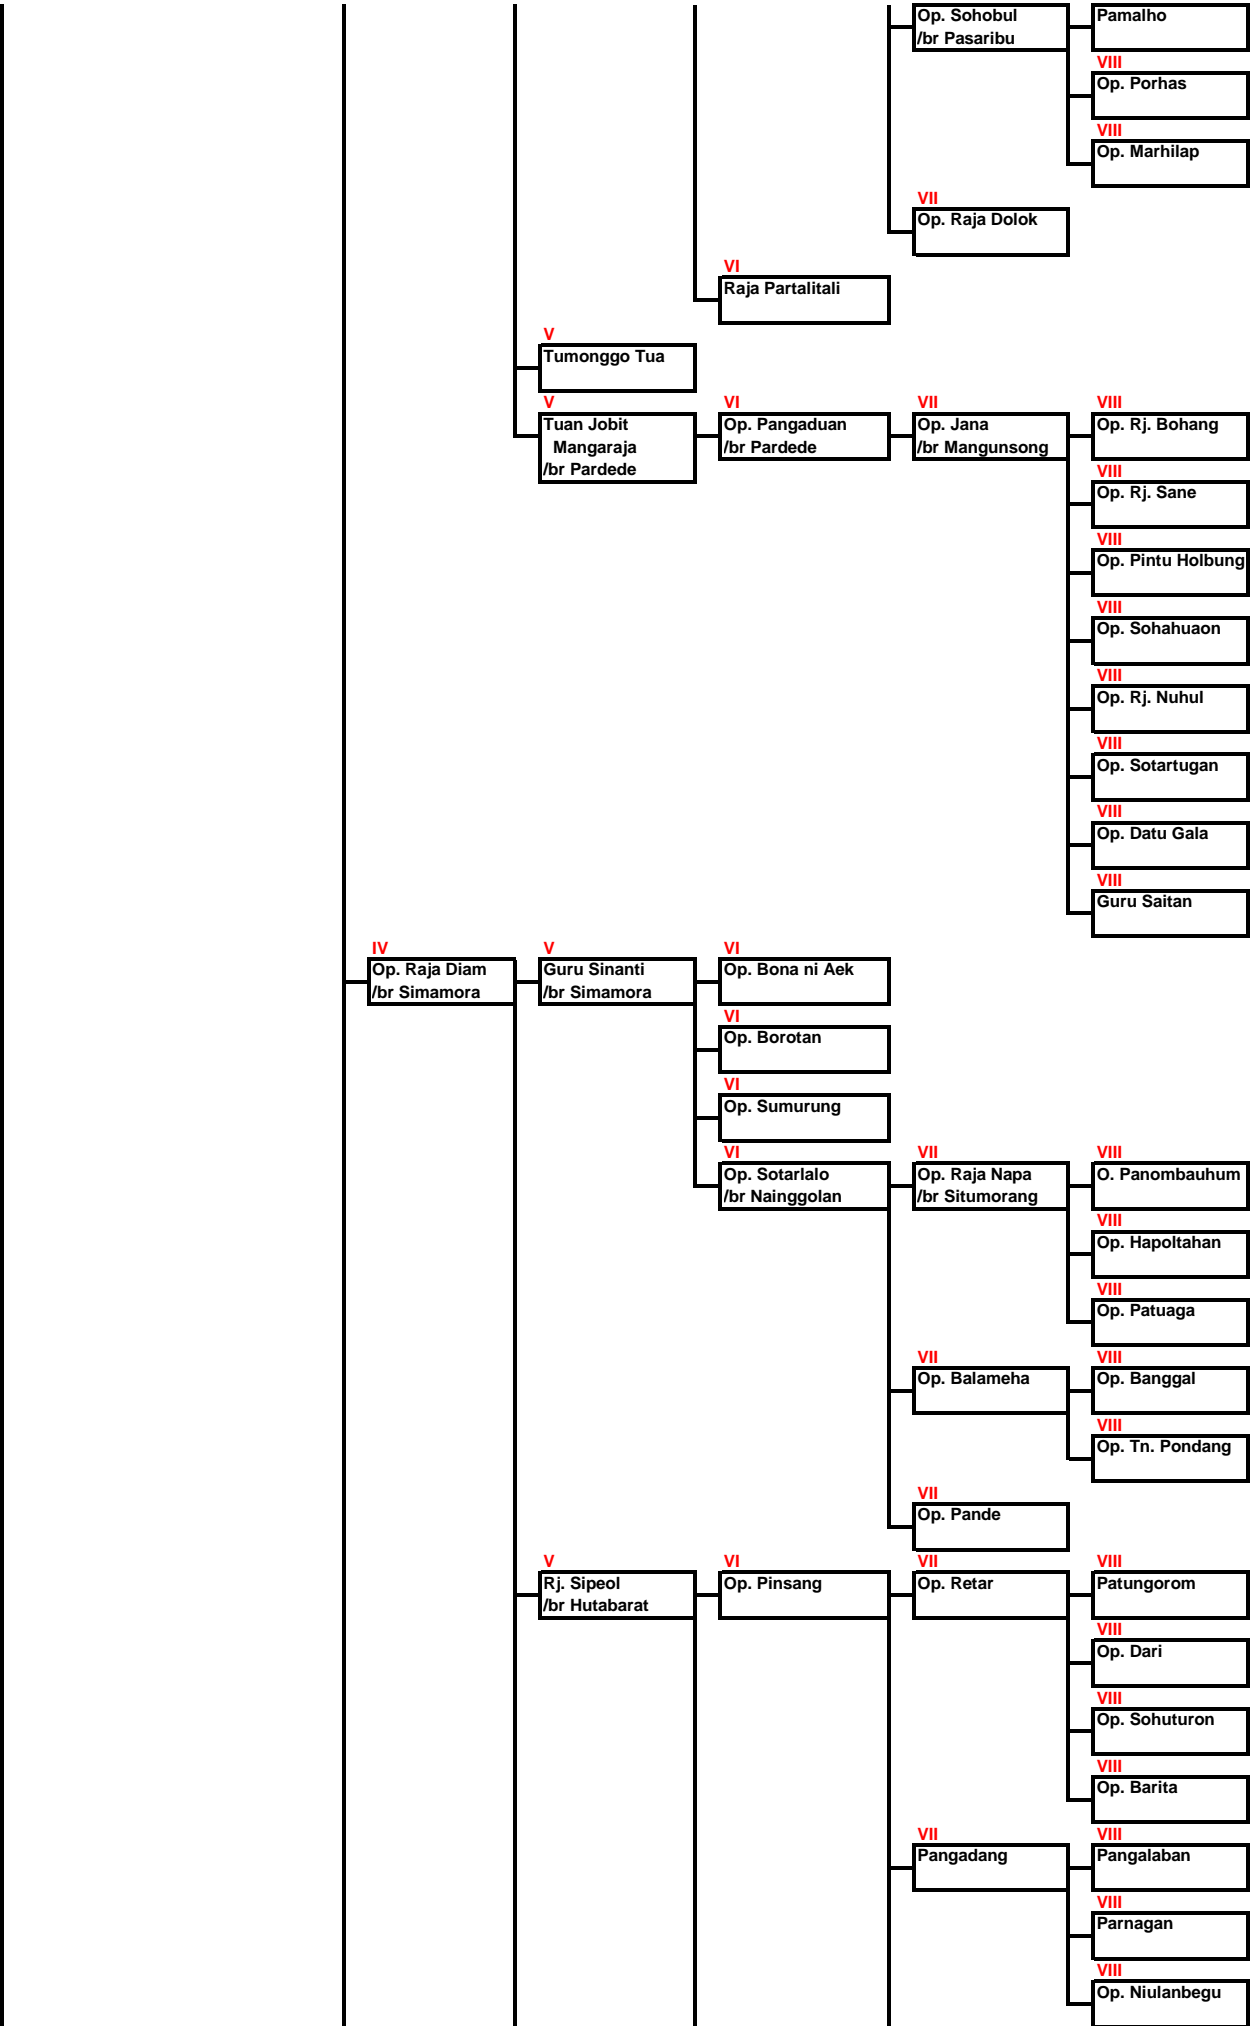 Op. Sohobul
/br Pasaribu
Pamalho
VIII
Op. Porhas
VIII
Op. Marhilap
VII
Op. Raja Dolok
VI
Raja Partalitali
V
Tumonggo Tua
V
Tuan Jobit
Mangaraja
/br Pardede
VI
Op. Pangaduan
/br Pardede
VII
Op. Jana
/br Mangunsong
VIII
Op. Rj. Bohang
VIII
Op. Rj. Sane
VIII
Op. Pintu Holbung
VIII
Op. Sohahuaon
VIII
Op. Rj. Nuhul
VIII
Op. Sotartugan
VIII
Op. Datu Gala
VIII
Guru Saitan
IV
Op. Raja Diam
/br Simamora
V
Guru Sinanti
/br Simamora
VI
Op. Bona ni Aek
VI
Op. Borotan
VI
Op. Sumurung
VI
Op. Sotarlalo
/br Nainggolan
VII
Op. Raja Napa
/br Situmorang
VIII
O. Panombauhum
VIII
Op. Hapoltahan
VIII
Op. Patuaga
VII
Op. Balameha
VIII
Op. Banggal
VIII
Op. Tn. Pondang
VII
Op. Pande
V
Rj. Sipeol
/br Hutabarat
VI
Op. Pinsang
VII
Op. Retar
VIII
Patungorom
VIII
Op. Dari
VIII
Op. Sohuturon
VIII
Op. Barita
VII
Pangadang
VIII
Pangalaban
VIII
Parnagan
VIII
Op. Niulanbegu